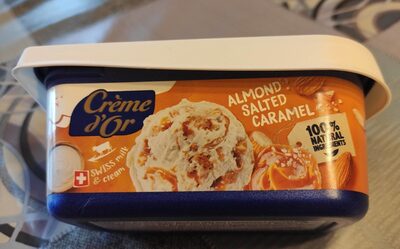 Crème
d'Or
ALMOND
SALTED
CARAMEL
100%
NATURAL
INGREDIENTS
SWISS milk
& cream